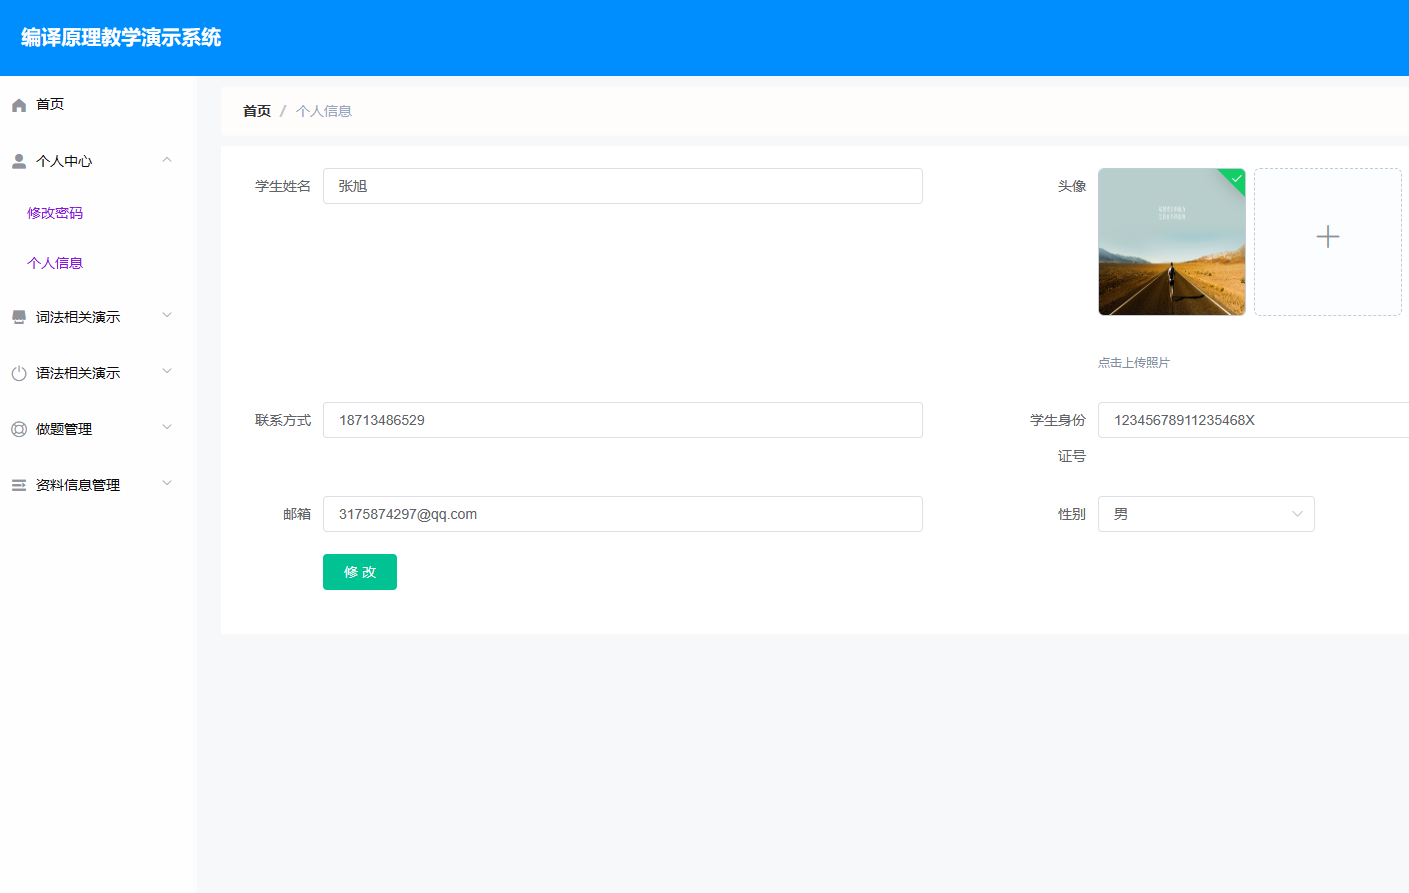 编译原理教学演示系统
首页
个人中心
修改密码
个人信息
词法相关演示
语法相关演示
做题管理
资料信息管理
首页 / 个人信息
学生姓名 张旭
头像
点击上传照片
联系方式 18713486529
学生身份证号 12345678911235468X
邮箱 3175874297@qq.com
性别 男
修 改